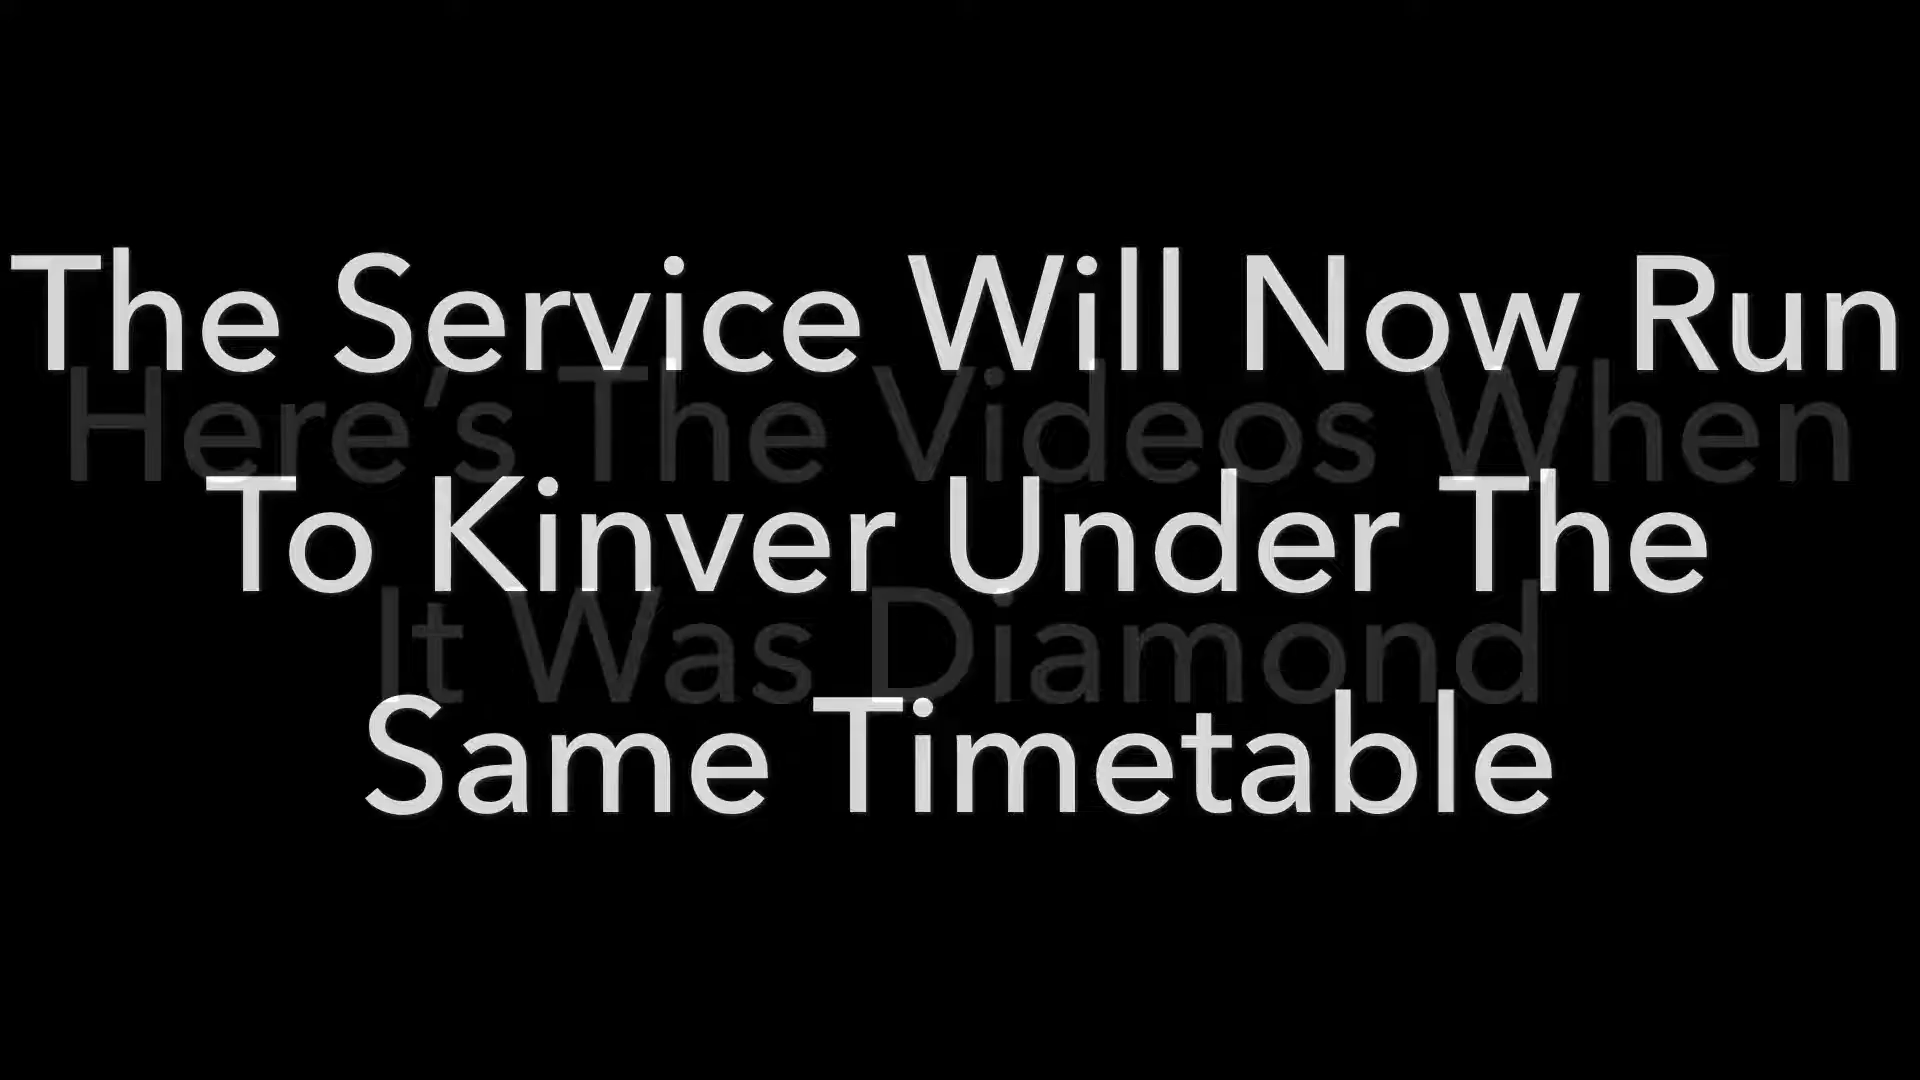 The Service Will Now Run
Here's The Videos When
To Kinver Under The
It Was Diamond
Same Timetable